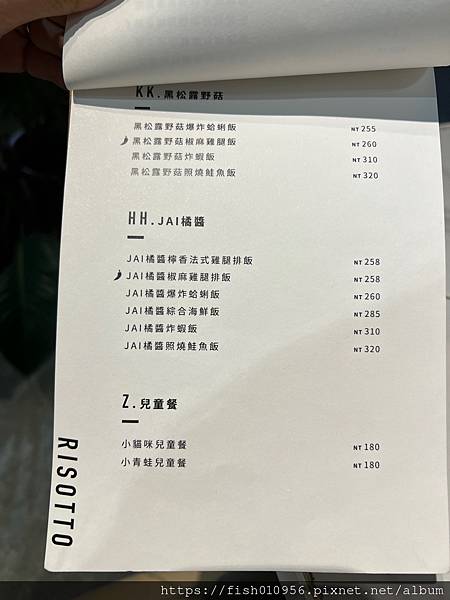 KK.黑松露野菇
黑松露野菇爆炸蛤蜊飯 NT 255
黑松露野菇椒麻雞腿飯 NT 260
黑松露野菇炸蝦飯 NT 310
黑松露野菇照燒鮭魚飯 NT 320
HH.JAI橘醬
JAI橘醬檸香法式雞腿排飯 NT 258
JAI橘醬椒麻雞腿排飯 NT 258
JAI橘醬爆炸蛤蜊飯 NT 260
JAI橘醬綜合海鮮飯 NT 285
JAI橘醬炸蝦飯 NT 310
JAI橘醬照燒鮭魚飯 NT 320
Z.兒童餐
小貓咪兒童餐 NT 180
小青蛙兒童餐 NT 180
RISOTTO
https://fish010956.pixnet.net/album